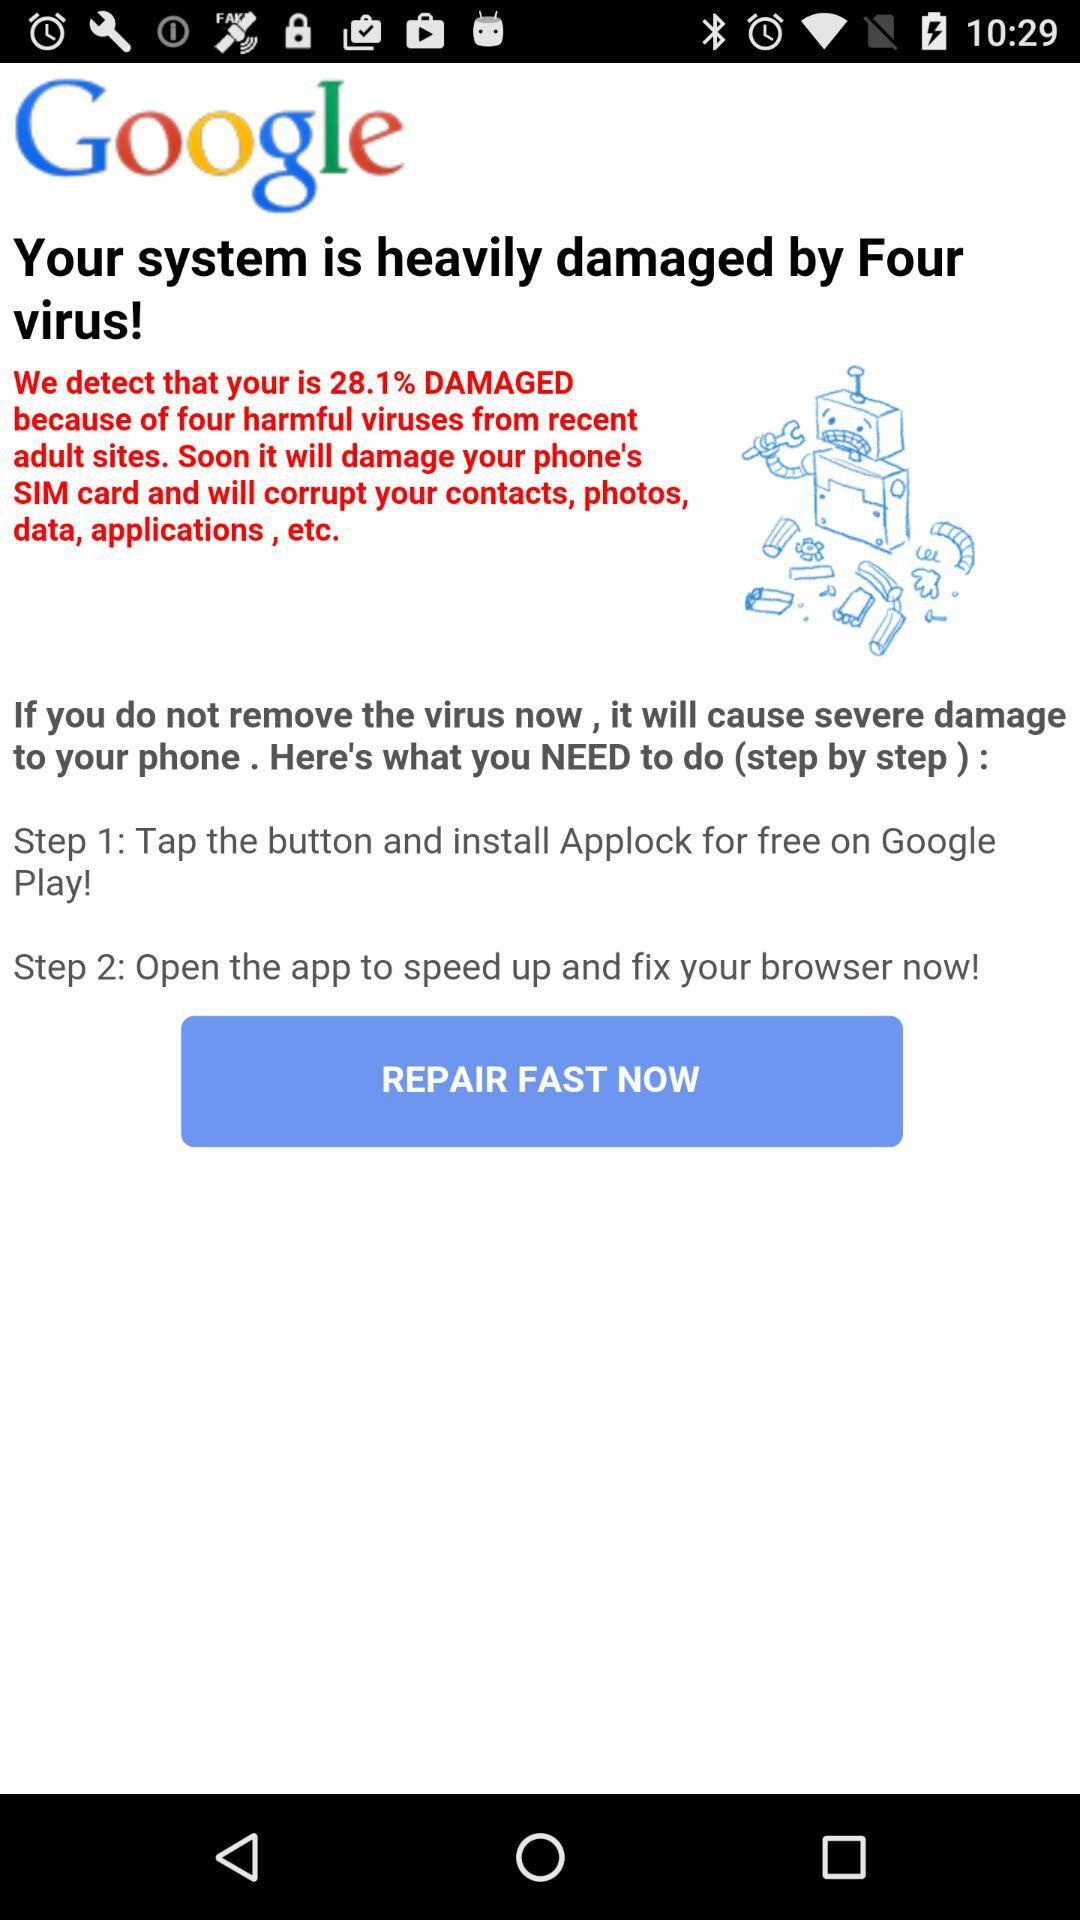 FAKE 10:29
Google
Your system is heavily damaged by Four
virus!
We detect that your is 28.1% DAMAGED
because of four harmful viruses from recent
adult sites. Soon it will damage your phone's
SIM card and will corrupt your contacts, photos,
data, applications , etc.
If you do not remove the virus now , it will cause severe damage
to your phone . Here's what you NEED to do (step by step ) :
Step 1: Tap the button and install Applock for free on Google
Play!
Step 2: Open the app to speed up and fix your browser now!
REPAIR FAST NOW